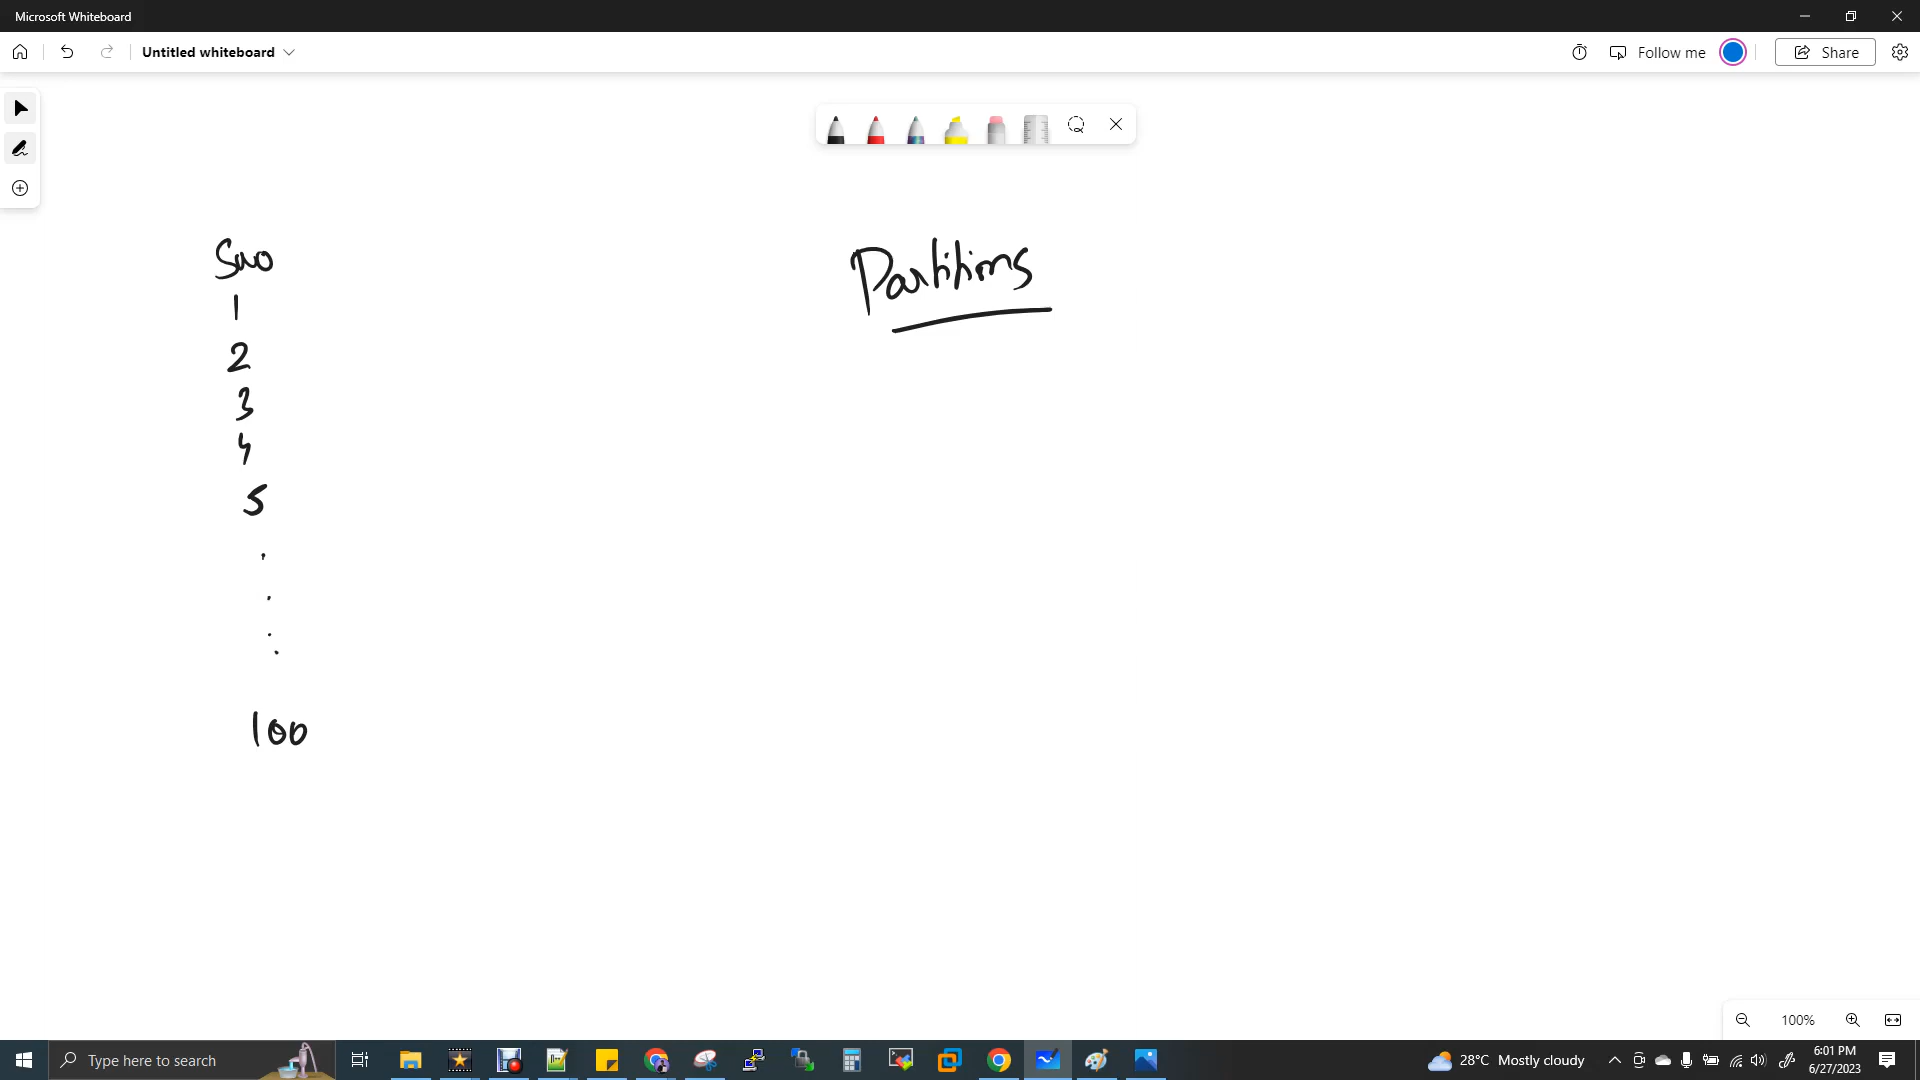 Microsoft Whiteboard
Untitled whiteboard
Follow me
Share
Sno
Partitions
1
2
3
4
5
.
.
.
.
100
100%
Type here to search
28°C Mostly cloudy
6:01 PM
6/27/2023